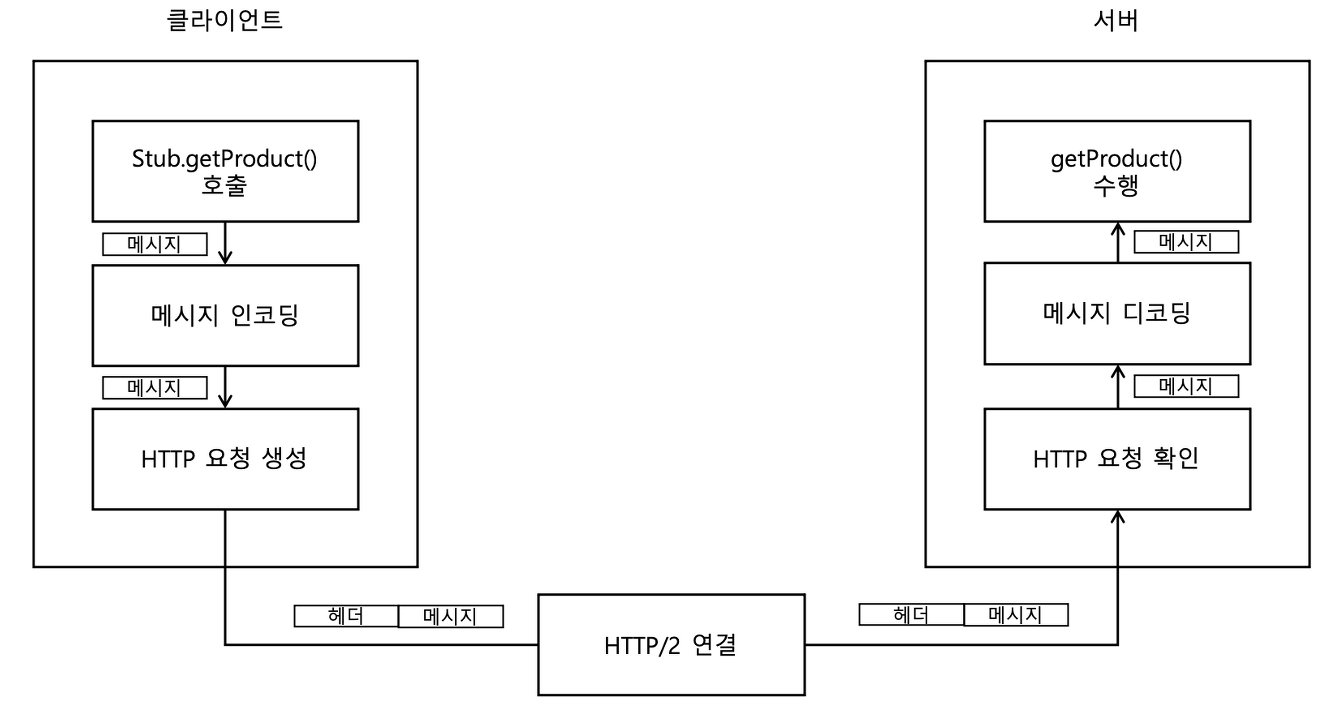 클라이언트
서버
Stub.getProduct()
호출
메시지
메시지 인코딩
메시지
HTTP 요청 생성
헤더 메시지
HTTP/2 연결
헤더 메시지
getProduct()
수행
메시지
메시지 디코딩
메시지
HTTP 요청 확인